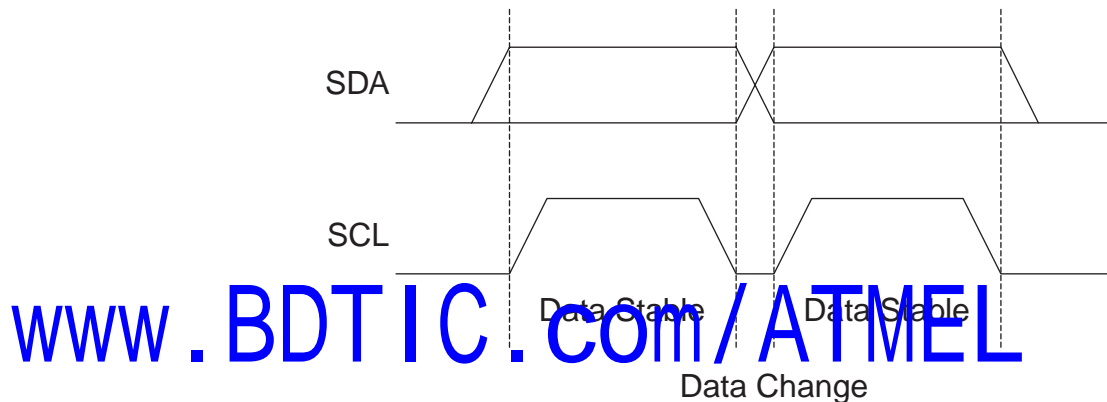 SDA
SCL
Data Stable
Data Stable
www.BDTIC.com/ATMEL
Data Change